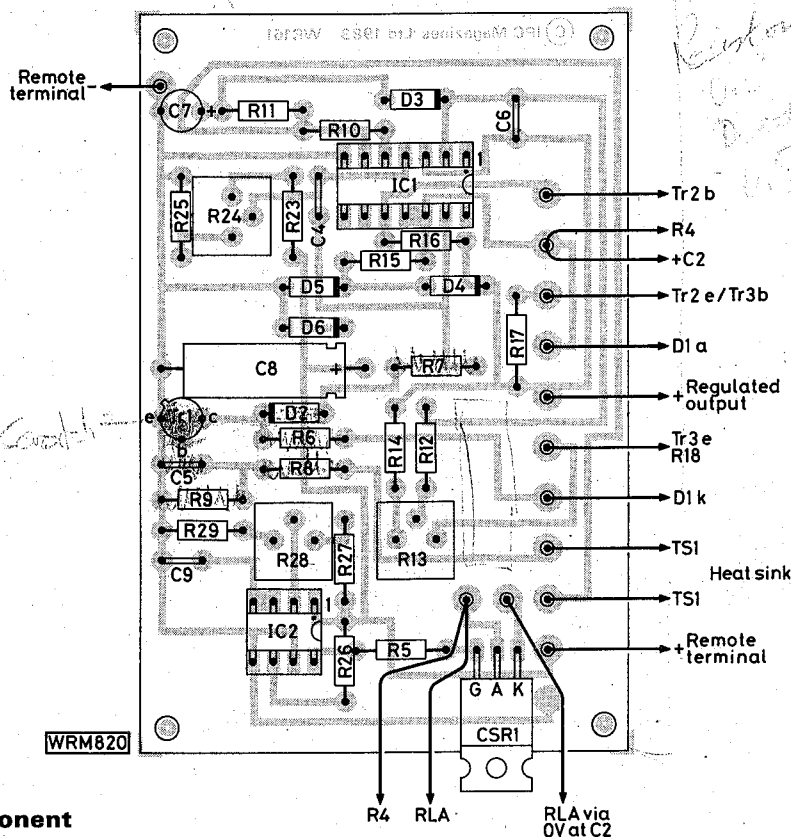 © IPC Magazines Ltd 1983 WR161
Remote
terminal-
C7
+
R11
R10
D3
C6
R25
R24
R23
C4
IC1
1
R16
R15
D5
D4
D6
R17
C8
+
R7
Tr2 b
R4
+C2
Tr2 e/Tr3b
D1 a
+Regulated
output
Tr3 e
R18
D1k
TS1
Heat sink
TS1
+Remote
terminal
e Tr1 c
b
D2
R6
R8
C5
R9
R29
C9
R14
R12
R28
R27
R13
IC2
1
R26
R5
G A K
CSR1
WRM820
R4
RLA
RLA via
0V at C2
onent